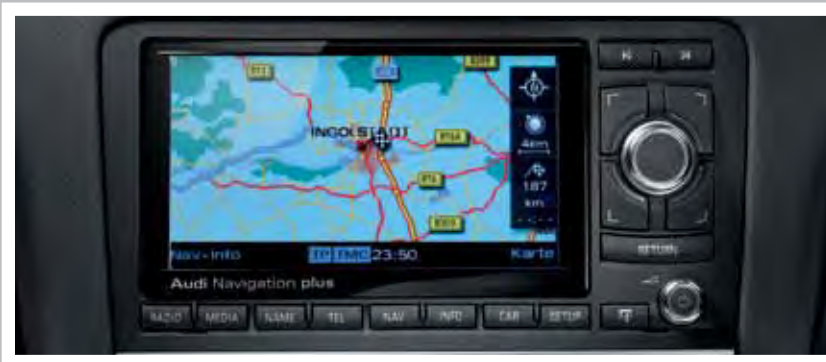 INGOLSTADT
4km
187
km
Nav-Info TP TMC 23:50 Karte
Audi Navigation plus
RETURN
RADIO MEDIA NAME TEL NAV INFO CAR SETUP